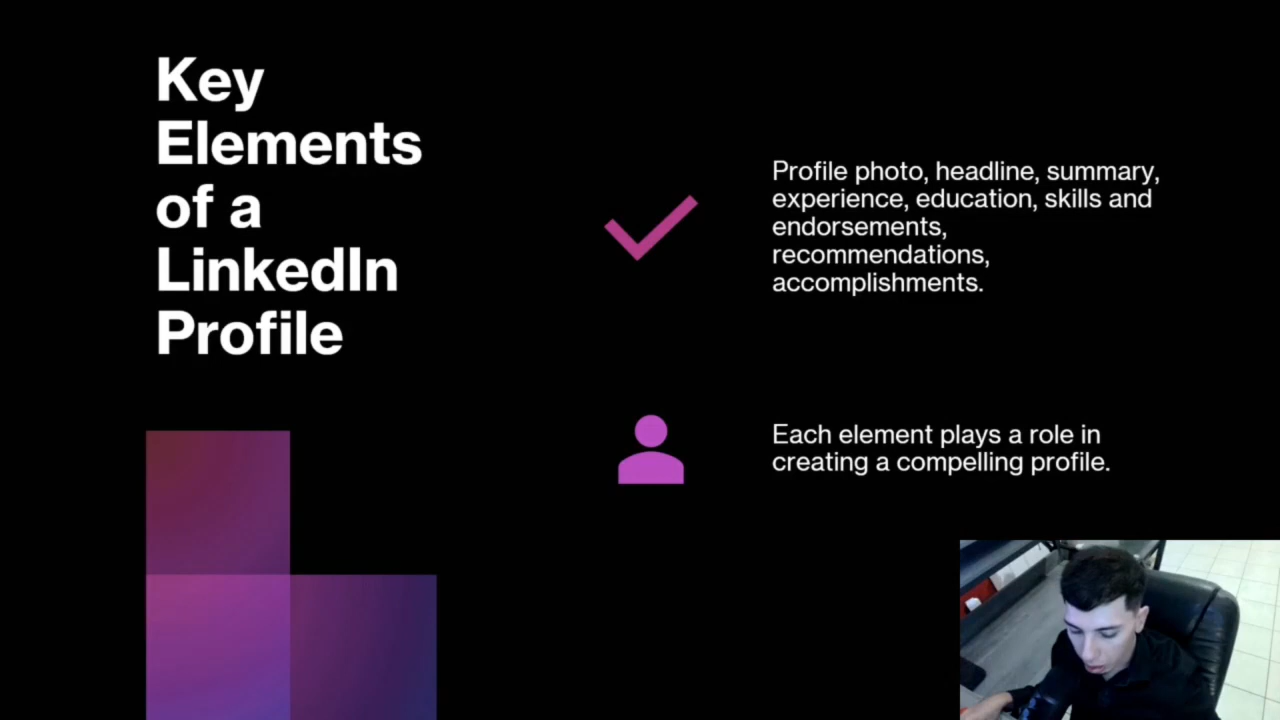 Key
Elements
of a
LinkedIn
Profile
Profile photo, headline, summary,
experience, education, skills and
endorsements,
recommendations,
accomplishments.
Each element plays a role in
creating a compelling profile.